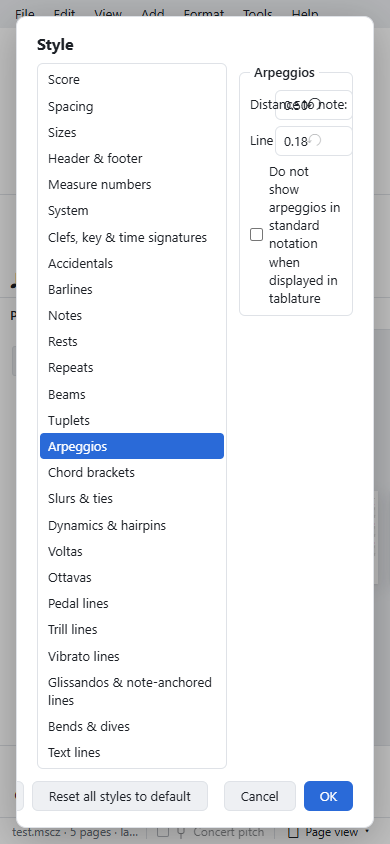 File Edit View Add Format Tools Help
Style
Score
Spacing
Sizes
Header & footer
Measure numbers
System
Clefs, key & time signatures
Accidentals
Barlines
Notes
Rests
Repeats
Beams
Tuplets
Arpeggios
Chord brackets
Slurs & ties
Dynamics & hairpins
Voltas
Ottavas
Pedal lines
Trill lines
Vibrato lines
Glissandos & note-anchored
lines
Bends & dives
Text lines
Arpeggios
Distance to note:
0.50
Line
0.18
Do not
show
arpeggios in
standard
notation
when
displayed in
tablature
Reset all styles to default
Cancel
OK
test.mscz · 5 pages · la...
Concert pitch
Page view